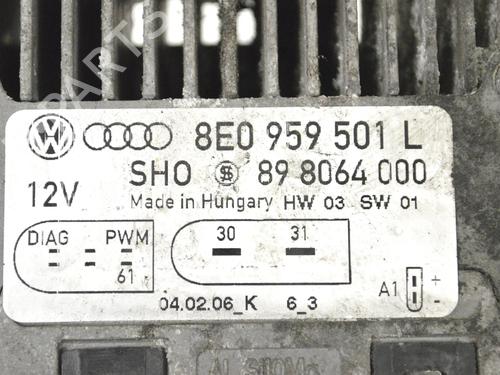 8E0 959 501 L
SHO 89 8064 000
12V
Made in Hungary HW 03 SW 01
DIAG PWM
61
30 31
A1 + -
04.02.06_K 6_3